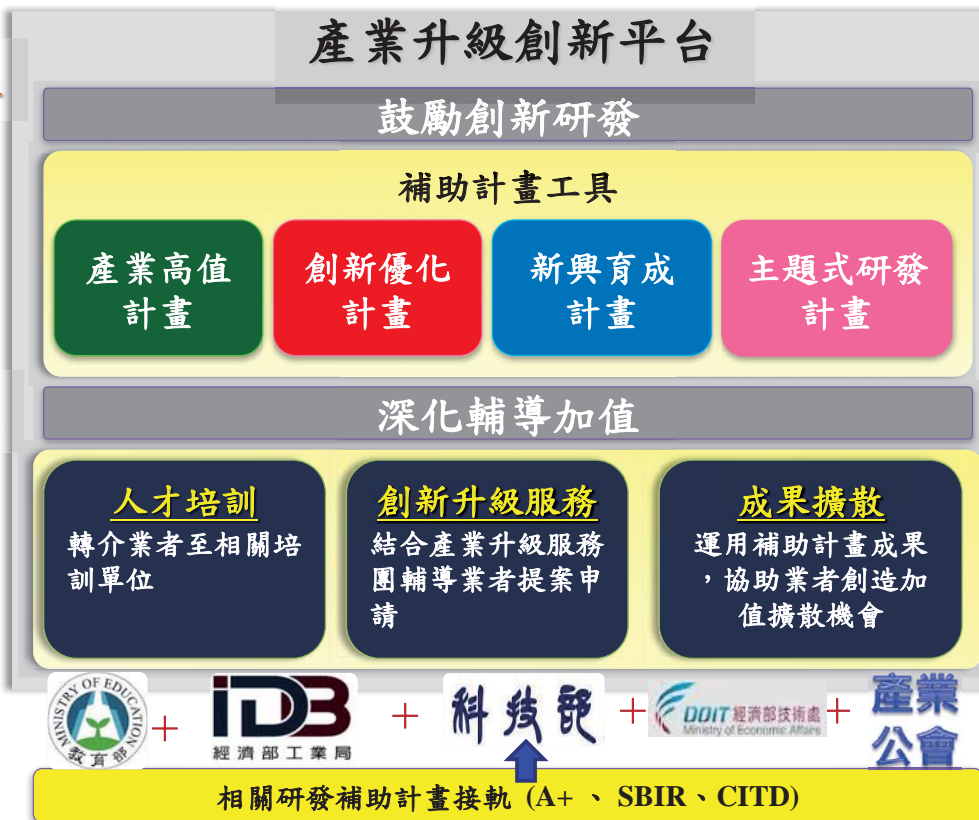 產業升級創新平台
鼓勵創新研發
補助計畫工具
產業高值
計畫
創新優化
計畫
新興育成
計畫
主題式研發
計畫
深化輔導加值
人才培訓
轉介業者至相關培
訓單位
創新升級服務
結合產業升級服務
團輔導業者提案申
請
成果擴散
運用補助計畫成果
，協助業者創造加
值擴散機會
MINISTRY OF EDUCATION
教育部
+
IDB
經濟部工業局
+
科技部
+
DOIT 經濟部技術處
Ministry of Economic Affairs
+
產業
公會
相關研發補助計畫接軌 (A+ 、 SBIR、CITD)